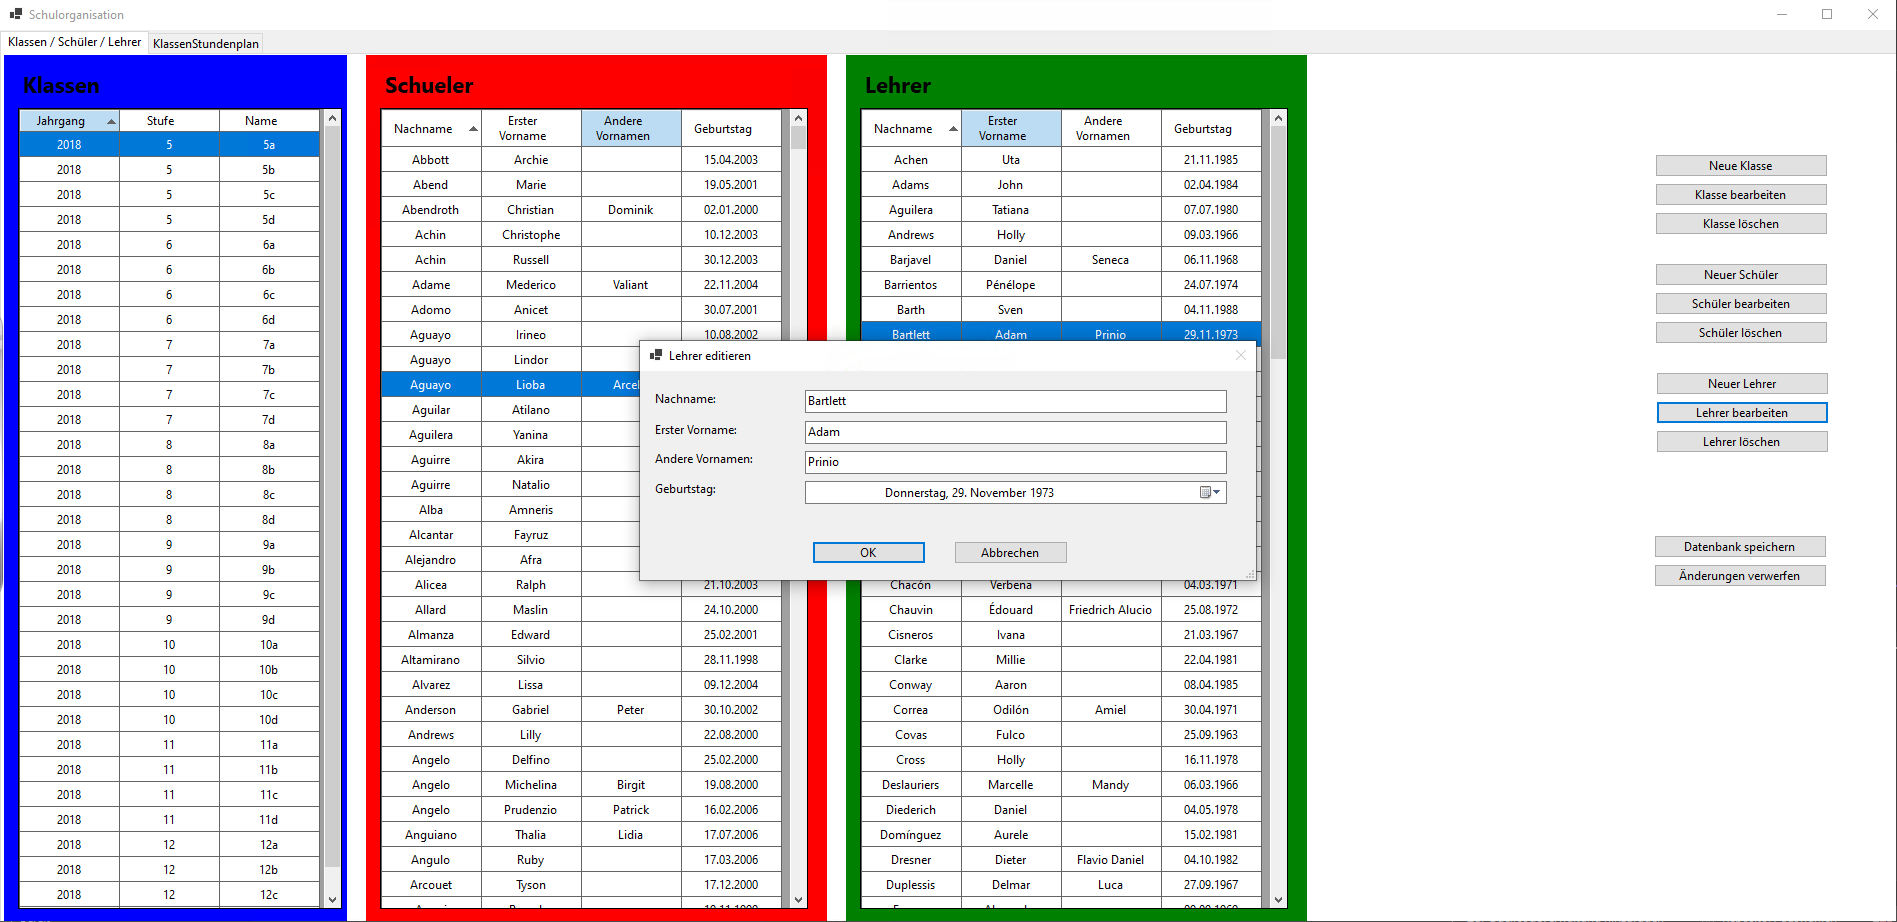 Schulorganisation
Klassen / Schüler / Lehrer KlassenStundenplan
Klassen
Jahrgang Stufe Name
2018 5 5a
2018 5 5b
2018 5 5c
2018 5 5d
2018 6 6a
2018 6 6b
2018 6 6c
2018 6 6d
2018 7 7a
2018 7 7b
2018 7 7c
2018 7 7d
2018 8 8a
2018 8 8b
2018 8 8c
2018 8 8d
2018 9 9a
2018 9 9b
2018 9 9c
2018 9 9d
2018 10 10a
2018 10 10b
2018 10 10c
2018 10 10d
2018 11 11a
2018 11 11b
2018 11 11c
2018 11 11d
2018 12 12a
2018 12 12b
2018 12 12c
Schueler
Nachname Erster Vorname Andere Vornamen Geburtstag
Abbott Archie 15.04.2003
Abend Marie 19.05.2001
Abendroth Christian Dominik 02.01.2000
Achin Christophe 10.12.2003
Achin Russell 30.12.2003
Adame Mederico Valiant 22.11.2004
Adomo Anicet 30.07.2001
Aguayo Irineo 10.08.2002
Aguayo Lindor
Aguayo Lioba Arcel
Aguilar Atilano
Aguilera Yanina
Aguirre Akira
Aguirre Natalio
Alba Amneris
Alcantar Fayruz
Alejandro Afra
Alicea Ralph 21.10.2003
Allard Maslin 24.10.2000
Almanza Edward 25.02.2001
Altamirano Silvio 28.11.1998
Alvarez Lissa 09.12.2004
Anderson Gabriel Peter 30.10.2002
Andrews Lilly 22.08.2000
Angelo Delfino 25.02.2000
Angelo Michelina Birgit 19.08.2000
Angelo Prudenzio Patrick 16.02.2006
Anguiano Thalia Lidia 17.07.2006
Angulo Ruby 17.03.2006
Arcouet Tyson 17.12.2000
Lehrer
Nachname Erster Vorname Andere Vornamen Geburtstag
Achen Uta 21.11.1985
Adams John 02.04.1984
Aguilera Tatiana 07.07.1980
Andrews Holly 09.03.1966
Barjavel Daniel Seneca 06.11.1968
Barrientos Pénélope 24.07.1974
Barth Sven 04.11.1988
Bartlett Adam Prinio 29.11.1973
Chacón Verbena 04.03.1971
Chauvin Édouard Friedrich Alucio 25.08.1972
Cisneros Ivana 21.03.1967
Clarke Millie 22.04.1981
Conway Aaron 08.04.1985
Correa Odilón Amiel 30.04.1971
Covas Fulco 25.09.1963
Cross Holly 16.11.1978
Deslauriers Marcelle Mandy 06.03.1966
Diederich Daniel 04.05.1978
Domínguez Aurele 15.02.1981
Dresner Dieter Flavio Daniel 04.10.1982
Duplessis Delmar Luca 27.09.1967
Lehrer editieren
Nachname: Bartlett
Erster Vorname: Adam
Andere Vornamen: Prinio
Geburtstag: Donnerstag, 29. November 1973
OK Abbrechen
Neue Klasse
Klasse bearbeiten
Klasse löschen
Neuer Schüler
Schüler bearbeiten
Schüler löschen
Neuer Lehrer
Lehrer bearbeiten
Lehrer löschen
Datenbank speichern
Änderungen verwerfen